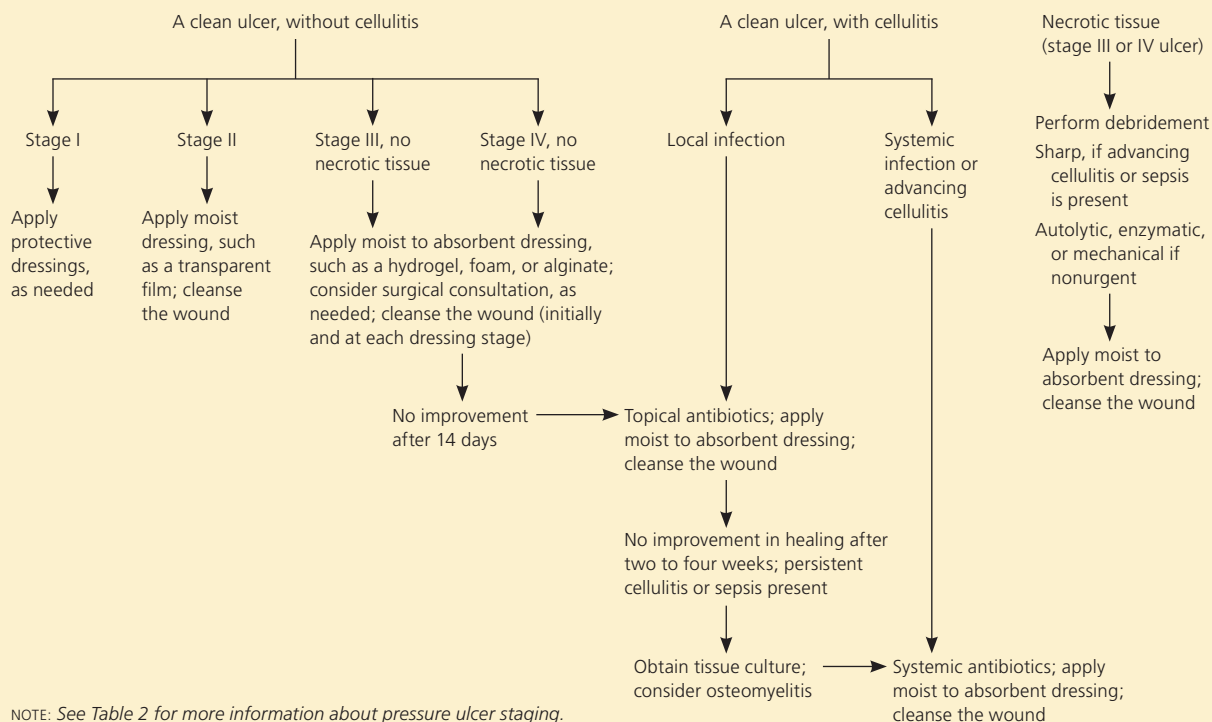 A clean ulcer, without cellulitis
Stage I
Apply
protective
dressings,
as needed
Stage II
Apply moist
dressing, such
as a transparent
film; cleanse
the wound
Stage III, no
necrotic tissue
Stage IV, no
necrotic tissue
Apply moist to absorbent dressing,
such as a hydrogel, foam, or alginate;
consider surgical consultation, as
needed; cleanse the wound (initially
and at each dressing stage)
No improvement
after 14 days
A clean ulcer, with cellulitis
Local infection
Topical antibiotics; apply
moist to absorbent dressing;
cleanse the wound
No improvement in healing after
two to four weeks; persistent
cellulitis or sepsis present
Obtain tissue culture;
consider osteomyelitis
Systemic
infection or
advancing
cellulitis
Systemic antibiotics; apply
moist to absorbent dressing;
cleanse the wound
Necrotic tissue
(stage III or IV ulcer)
Perform debridement
Sharp, if advancing
cellulitis or sepsis
is present
Autolytic, enzymatic,
or mechanical if
nonurgent
Apply moist to
absorbent dressing;
cleanse the wound
NOTE: See Table 2 for more information about pressure ulcer staging.